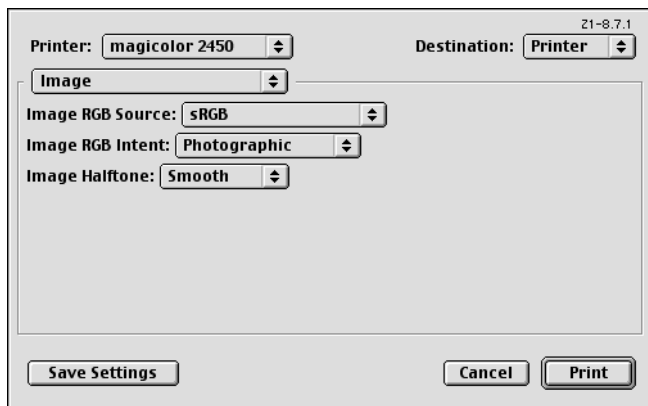 Z1-8.7.1
Printer: magicolor 2450 Destination: Printer
Image
Image RGB Source: sRGB
Image RGB Intent: Photographic
Image Halftone: Smooth
Save Settings Cancel Print